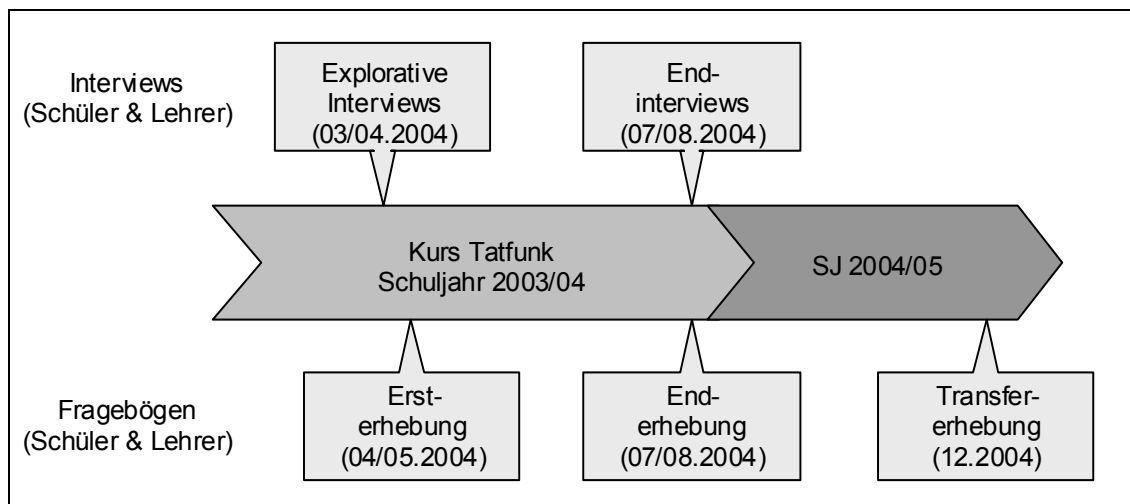 Interviews
(Schüler & Lehrer)
Explorative
Interviews
(03/04.2004)
End-
interviews
(07/08.2004)
Kurs Tatfunk
Schuljahr 2003/04
SJ 2004/05
Fragebögen
(Schüler & Lehrer)
Erst-
erhebung
(04/05.2004)
End-
erhebung
(07/08.2004)
Transfer-
erhebung
(12.2004)